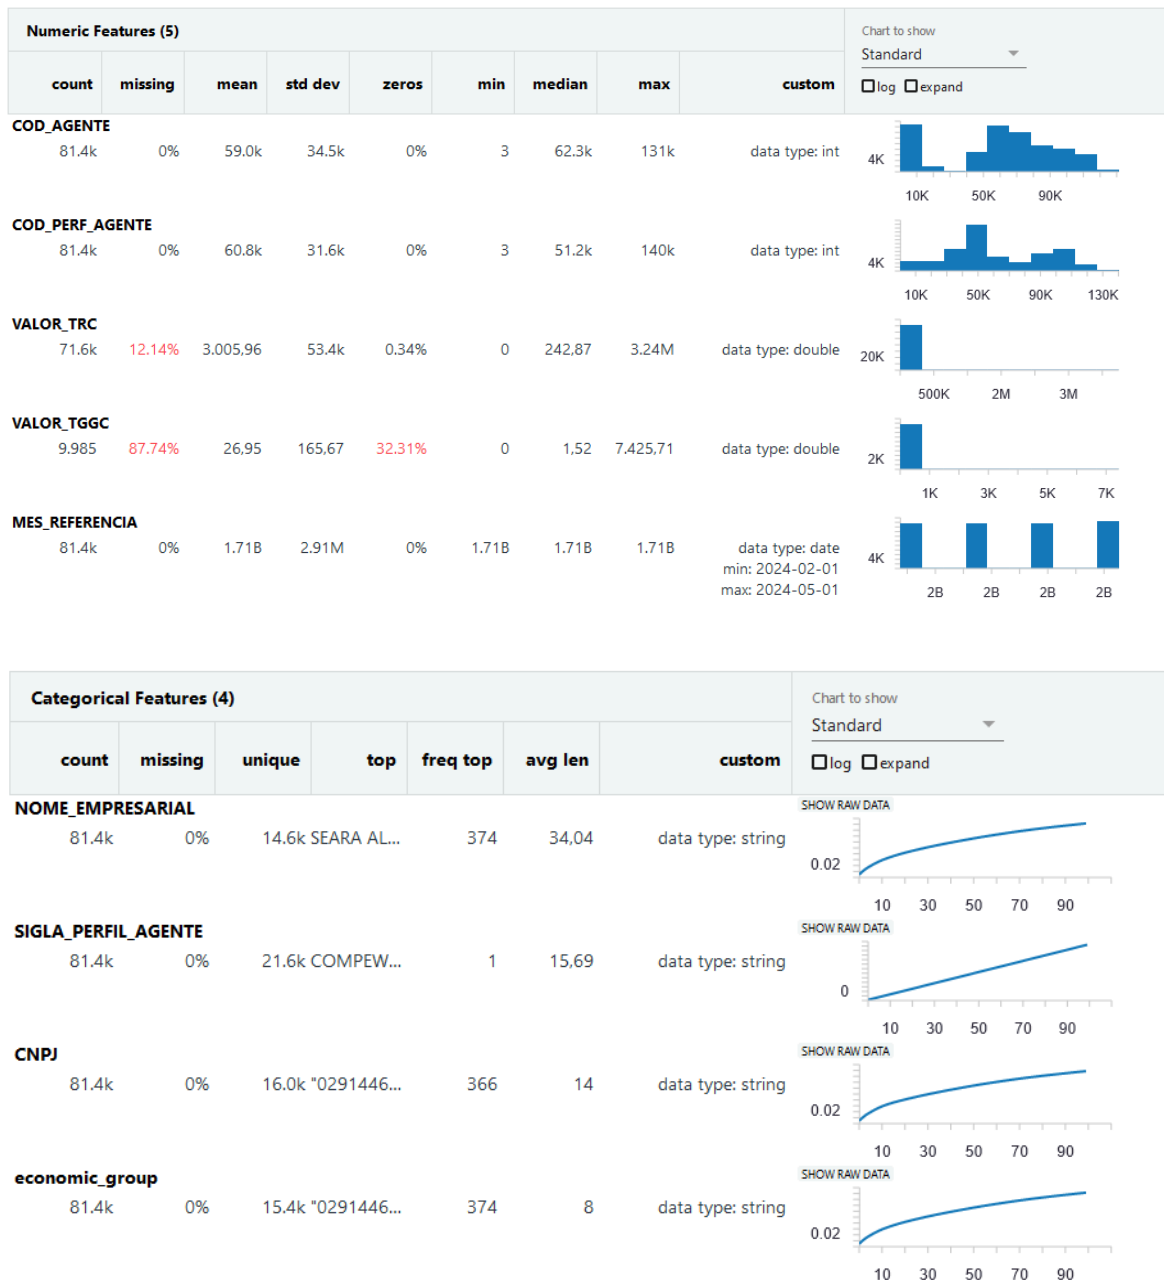 Numeric Features (5)
Chart to show
Standard
log expand
count missing mean std dev zeros min median max custom
COD_AGENTE
81.4k 0% 59.0k 34.5k 0% 3 62.3k 131k data type: int
4K
10K 50K 90K
COD_PERF_AGENTE
81.4k 0% 60.8k 31.6k 0% 3 51.2k 140k data type: int
4K
10K 50K 90K 130K
VALOR_TRC
71.6k 12.14% 3.005,96 53.4k 0.34% 0 242,87 3.24M data type: double
20K
500K 2M 3M
VALOR_TGGC
9.985 87.74% 26,95 165,67 32.31% 0 1,52 7.425,71 data type: double
2K
1K 3K 5K 7K
MES_REFERENCIA
81.4k 0% 1.71B 2.91M 0% 1.71B 1.71B 1.71B data type: date
min: 2024-02-01
max: 2024-05-01
4K
2B 2B 2B 2B
Categorical Features (4)
Chart to show
Standard
log expand
count missing unique top freq top avg len custom
NOME_EMPRESARIAL
SHOW RAW DATA
81.4k 0% 14.6k SEARA AL... 374 34,04 data type: string
0.02
10 30 50 70 90
SIGLA_PERFIL_AGENTE
SHOW RAW DATA
81.4k 0% 21.6k COMPEW... 1 15,69 data type: string
0
10 30 50 70 90
CNPJ
SHOW RAW DATA
81.4k 0% 16.0k "0291446... 366 14 data type: string
0.02
10 30 50 70 90
economic_group
SHOW RAW DATA
81.4k 0% 15.4k "0291446... 374 8 data type: string
0.02
10 30 50 70 90